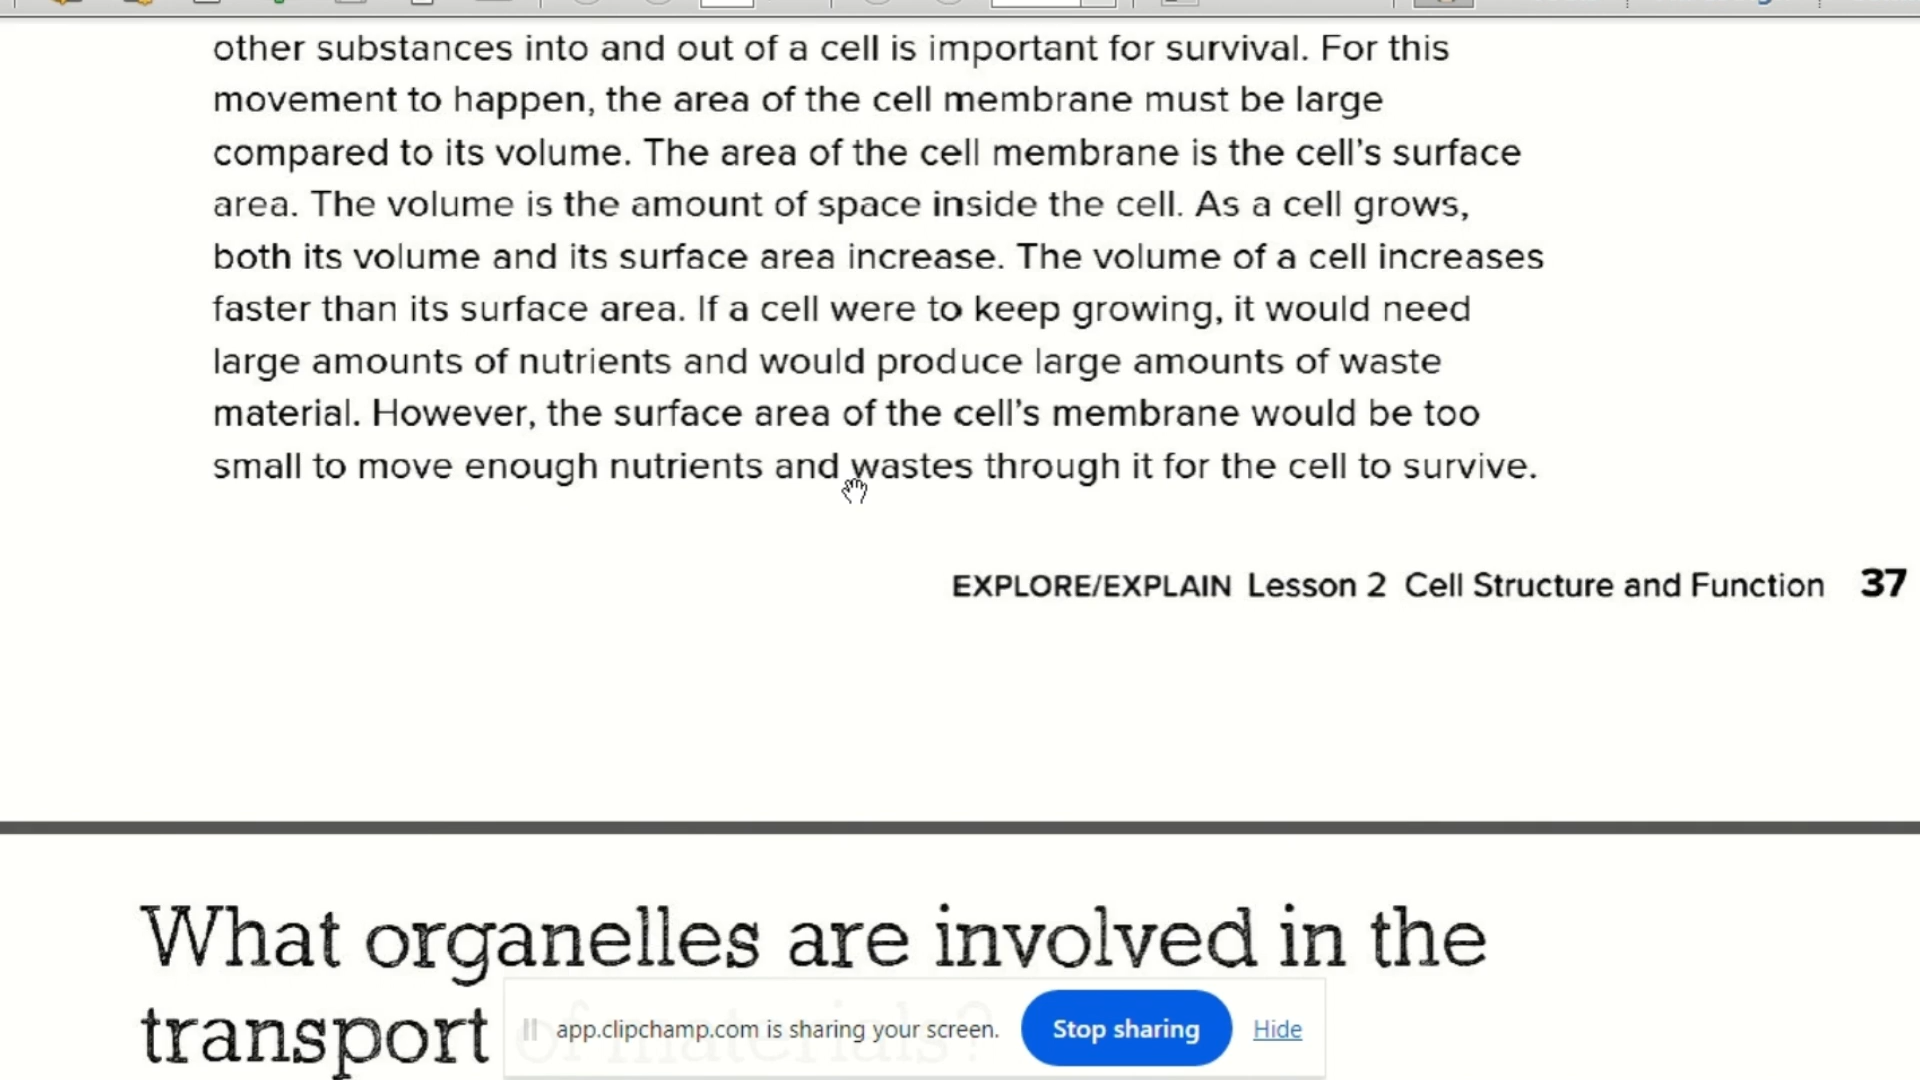 other substances into and out of a cell is important for survival. For this
movement to happen, the area of the cell membrane must be large
compared to its volume. The area of the cell membrane is the cell's surface
area. The volume is the amount of space inside the cell. As a cell grows,
both its volume and its surface area increase. The volume of a cell increases
faster than its surface area. If a cell were to keep growing, it would need
large amounts of nutrients and would produce large amounts of waste
material. However, the surface area of the cell's membrane would be too
small to move enough nutrients and wastes through it for the cell to survive.
EXPLORE/EXPLAIN Lesson 2 Cell Structure and Function 37
What organelles are involved in the
transport of materials?
app.clipchamp.com is sharing your screen. Stop sharing Hide